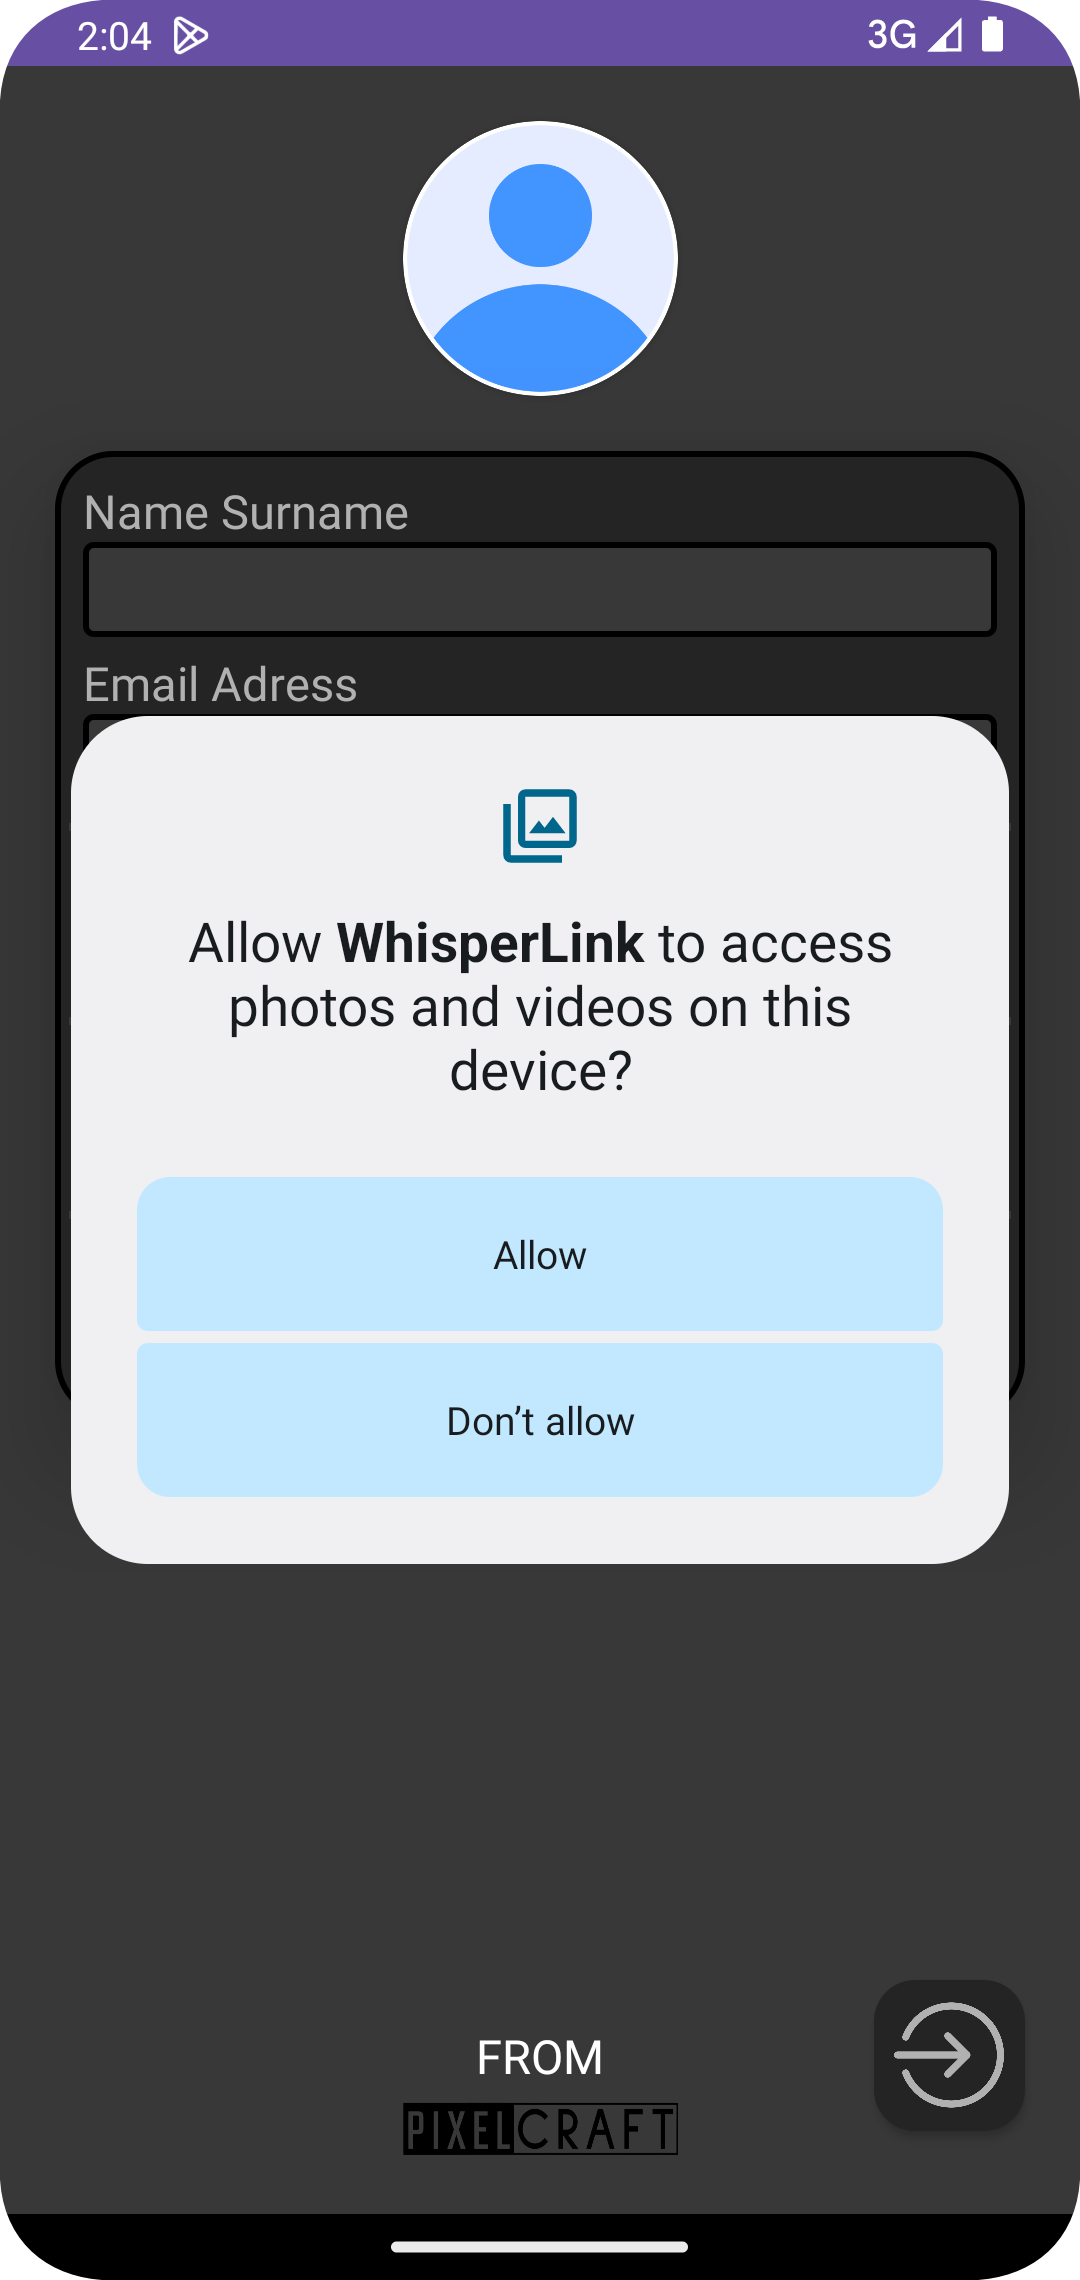 2:04 3G
Name Surname
Email Adress
Allow WhisperLink to access
photos and videos on this
device?
Allow
Don’t allow
FROM
PIXELCRAFT